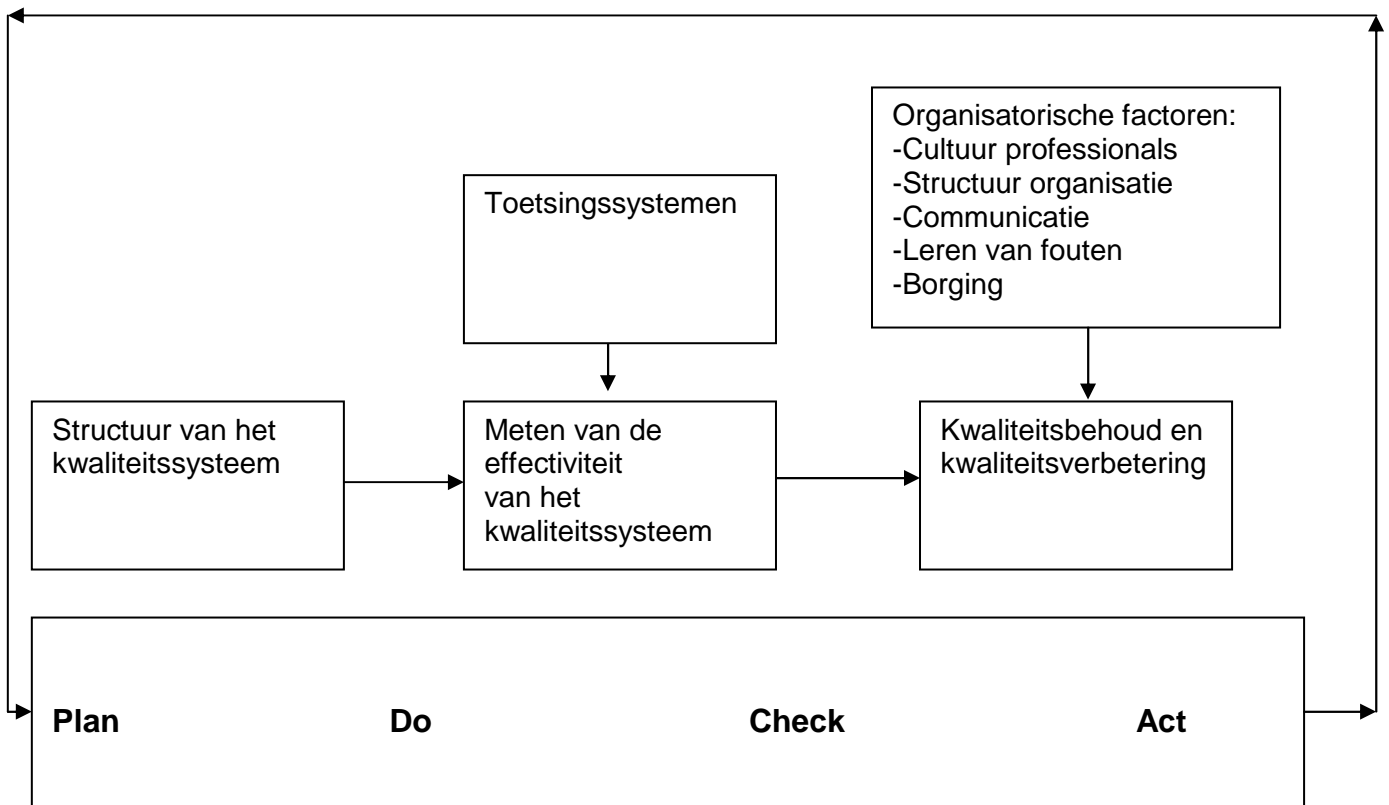 Organisatorische factoren:
-Cultuur professionals
-Structuur organisatie
-Communicatie
-Leren van fouten
-Borging
Toetsingssystemen
Structuur van het
kwaliteitssysteem
Meten van de
effectiviteit
van het
kwaliteitssysteem
Kwaliteitsbehoud en
kwaliteitsverbetering
Plan Do Check Act